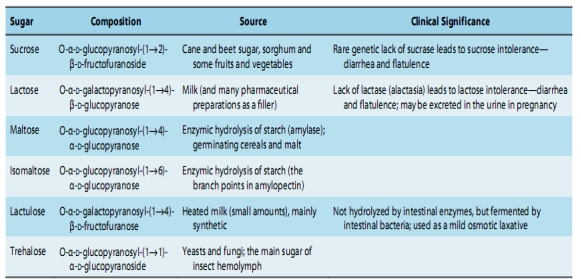 Sugar Composition Source Clinical Significance
Sucrose O-α-D-glucopyranosyl-(1→2)- Cane and beet sugar, sorghum and Rare genetic lack of sucrase leads to sucrose intolerance—
β-D-fructofuranoside some fruits and vegetables diarrhea and flatulence
Lactose O-α-D-galactopyranosyl-(1→4)- Milk (and many pharmaceutical Lack of lactase (alactasia) leads to lactose intolerance—diarrhea
β-D-glucopyranose preparations as a filler) and flatulence; may be excreted in the urine in pregnancy
Maltose O-α-D-glucopyranosyl-(1→4)- Enzymic hydrolysis of starch (amylase);
α-D-glucopyranose germinating cereals and malt
Isomaltose O-α-D-glucopyranosyl-(1→6)- Enzymic hydrolysis of starch (the
α-D-glucopyranose branch points in amylopectin)
Lactulose O-α-D-galactopyranosyl-(1→4)- Heated milk (small amounts), mainly Not hydrolyzed by intestinal enzymes, but fermented by
β-D-fructofuranose synthetic intestinal bacteria; used as a mild osmotic laxative
Trehalose O-α-D-glucopyranosyl-(1→1)- Yeasts and fungi; the main sugar of
α-D-glucopyranoside insect hemolymph